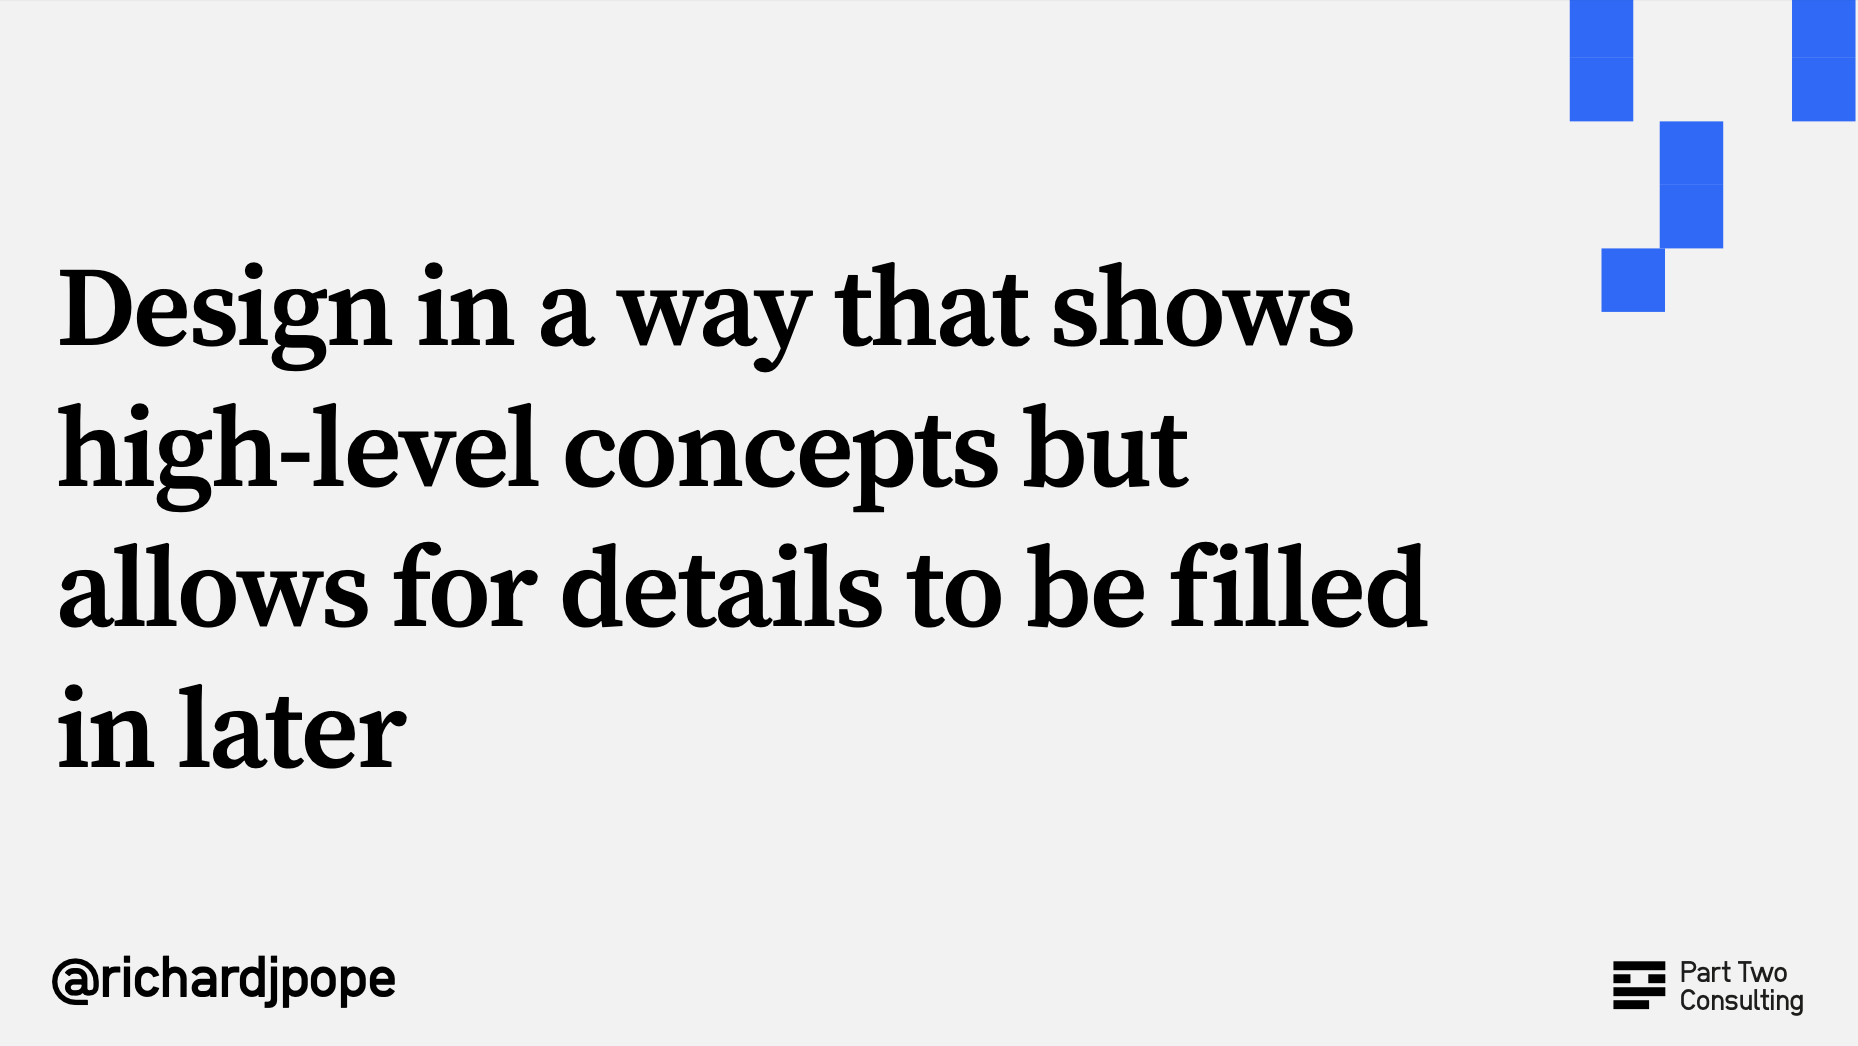 Design in a way that shows
high-level concepts but
allows for details to be filled
in later
@richardjpope
Part Two
Consulting